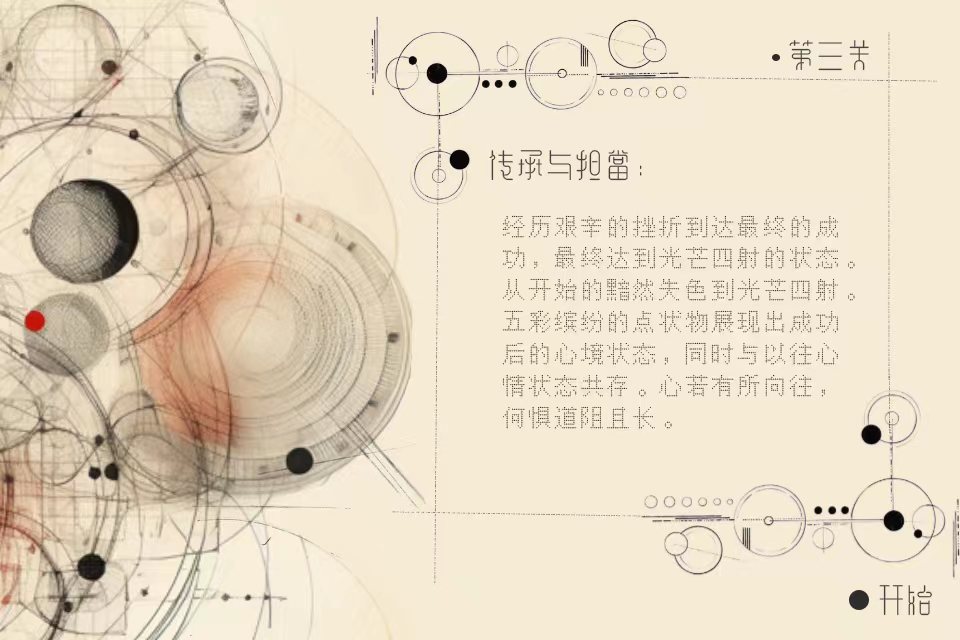 第三关
传承与担當：
经历艰辛的挫折到达最终的成
功，最终达到光芒四射的状态。
从开始的黯然失色到光芒四射。
五彩缤纷的点状物展现出成功
后的心境状态，同时与以往心
情状态共存。心若有所向往，
何惧道阻且长。
开始